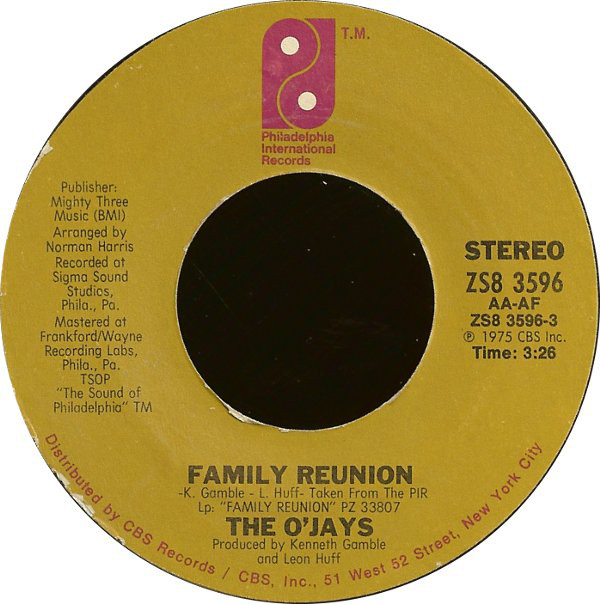 T.M.
Philadelphia
International
Records
Publisher:
Mighty Three
Music (BMI)
Arranged by
Norman Harris
Recorded at
Sigma Sound
Studios,
Phila., Pa.
Mastered at
Frankford/Wayne
Recording Labs,
Phila., Pa.
TSOP
"The Sound of
Philadelphia" TM
STEREO
ZS8 3596
AA-AF
ZS8 3596-3
℗ 1975 CBS Inc.
Time: 3:26
FAMILY REUNION
-K. Gamble - L. Huff- Taken From The PIR
Lp: "FAMILY REUNION" PZ 33807
THE O'JAYS
Produced by Kenneth Gamble
and Leon Huff
Distributed by CBS Records / CBS, Inc., 51 West 52 Street, New York City